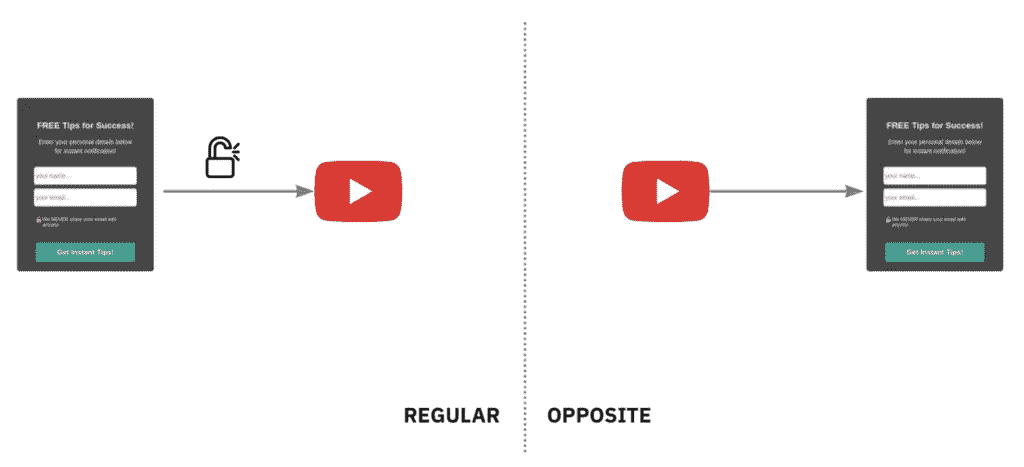 FREE Tips for Success!
Enter your personal details below
for instant notification!
your name...
your email...
We NEVER share your email with
anyone
Get Instant Tips!
REGULAR
FREE Tips for Success!
Enter your personal details below
for instant notification!
your name...
your email...
We NEVER share your email with
anyone
Get Instant Tips!
OPPOSITE